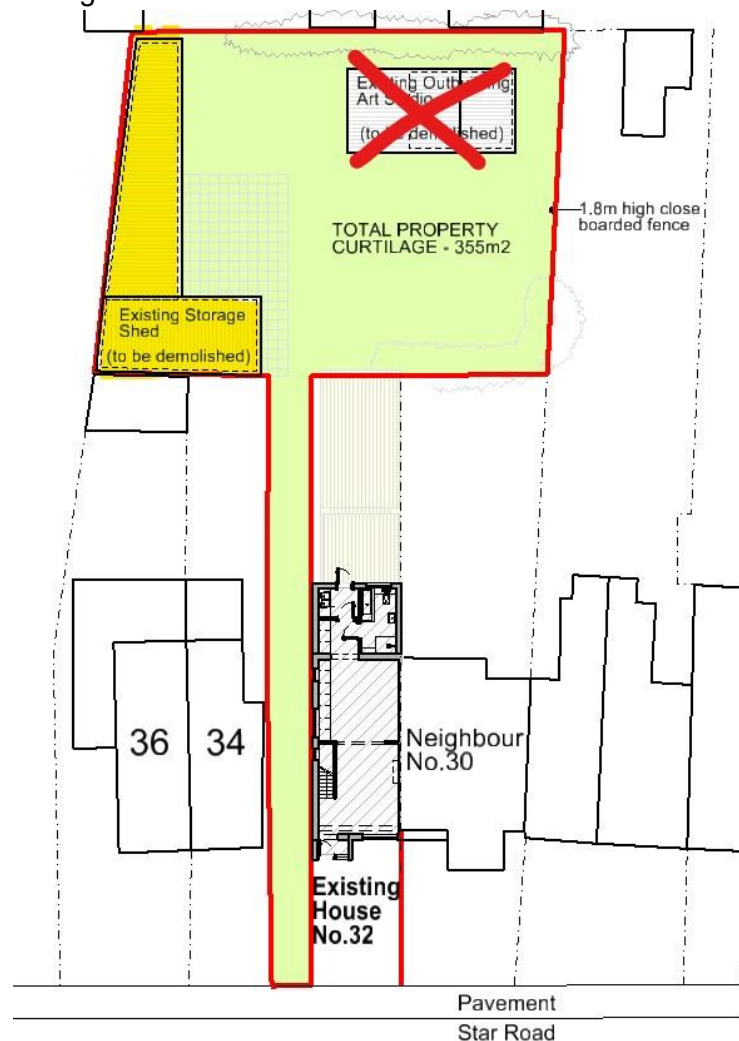 Existing Outbuilding
Art Studio
(to be demolished)
1.8m high close
boarded fence
TOTAL PROPERTY
CURTILAGE - 355m2
Existing Storage
Shed
(to be demolished)
36
34
Neighbour
No.30
Existing
House
No.32
Pavement
Star Road